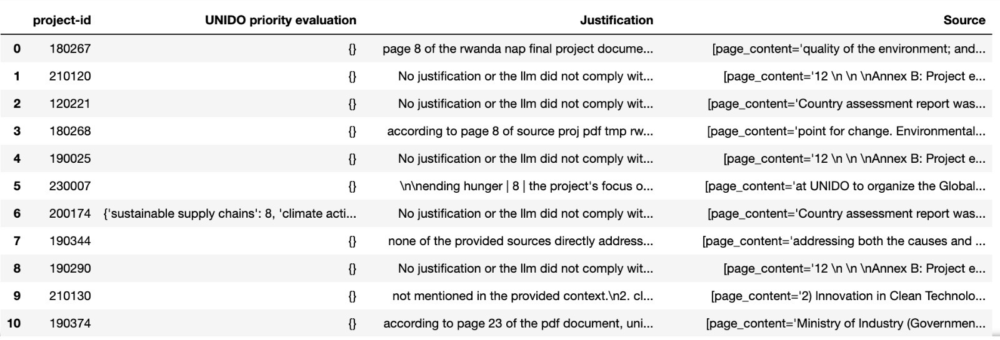 project-id UNIDO priority evaluation Justification Source
0 180267 {} page 8 of the rwanda nap final project docume... [page_content='quality of the environment; and...
1 210120 {} No justification or the llm did not comply wit... [page_content='12 \n \n \nAnnex B: Project e...
2 120221 {} No justification or the llm did not comply wit... [page_content='Country assessment report was...
3 180268 {} according to page 8 of source proj pdf tmp rw... [page_content='point for change. Environmental...
4 190025 {} No justification or the llm did not comply wit... [page_content='12 \n \n \nAnnex B: Project e...
5 230007 {} \n\nending hunger | 8 | the project's focus o... [page_content='at UNIDO to organize the Global...
6 200174 {'sustainable supply chains': 8, 'climate acti... No justification or the llm did not comply wit... [page_content='Country assessment report was...
7 190344 {} none of the provided sources directly address... [page_content='addressing both the causes and ...
8 190290 {} No justification or the llm did not comply wit... [page_content='12 \n \n \nAnnex B: Project e...
9 210130 {} not mentioned in the provided context.\n2. cl... [page_content='2) Innovation in Clean Technolo...
10 190374 {} according to page 23 of the pdf document, uni... [page_content='Ministry of Industry (Governmen...